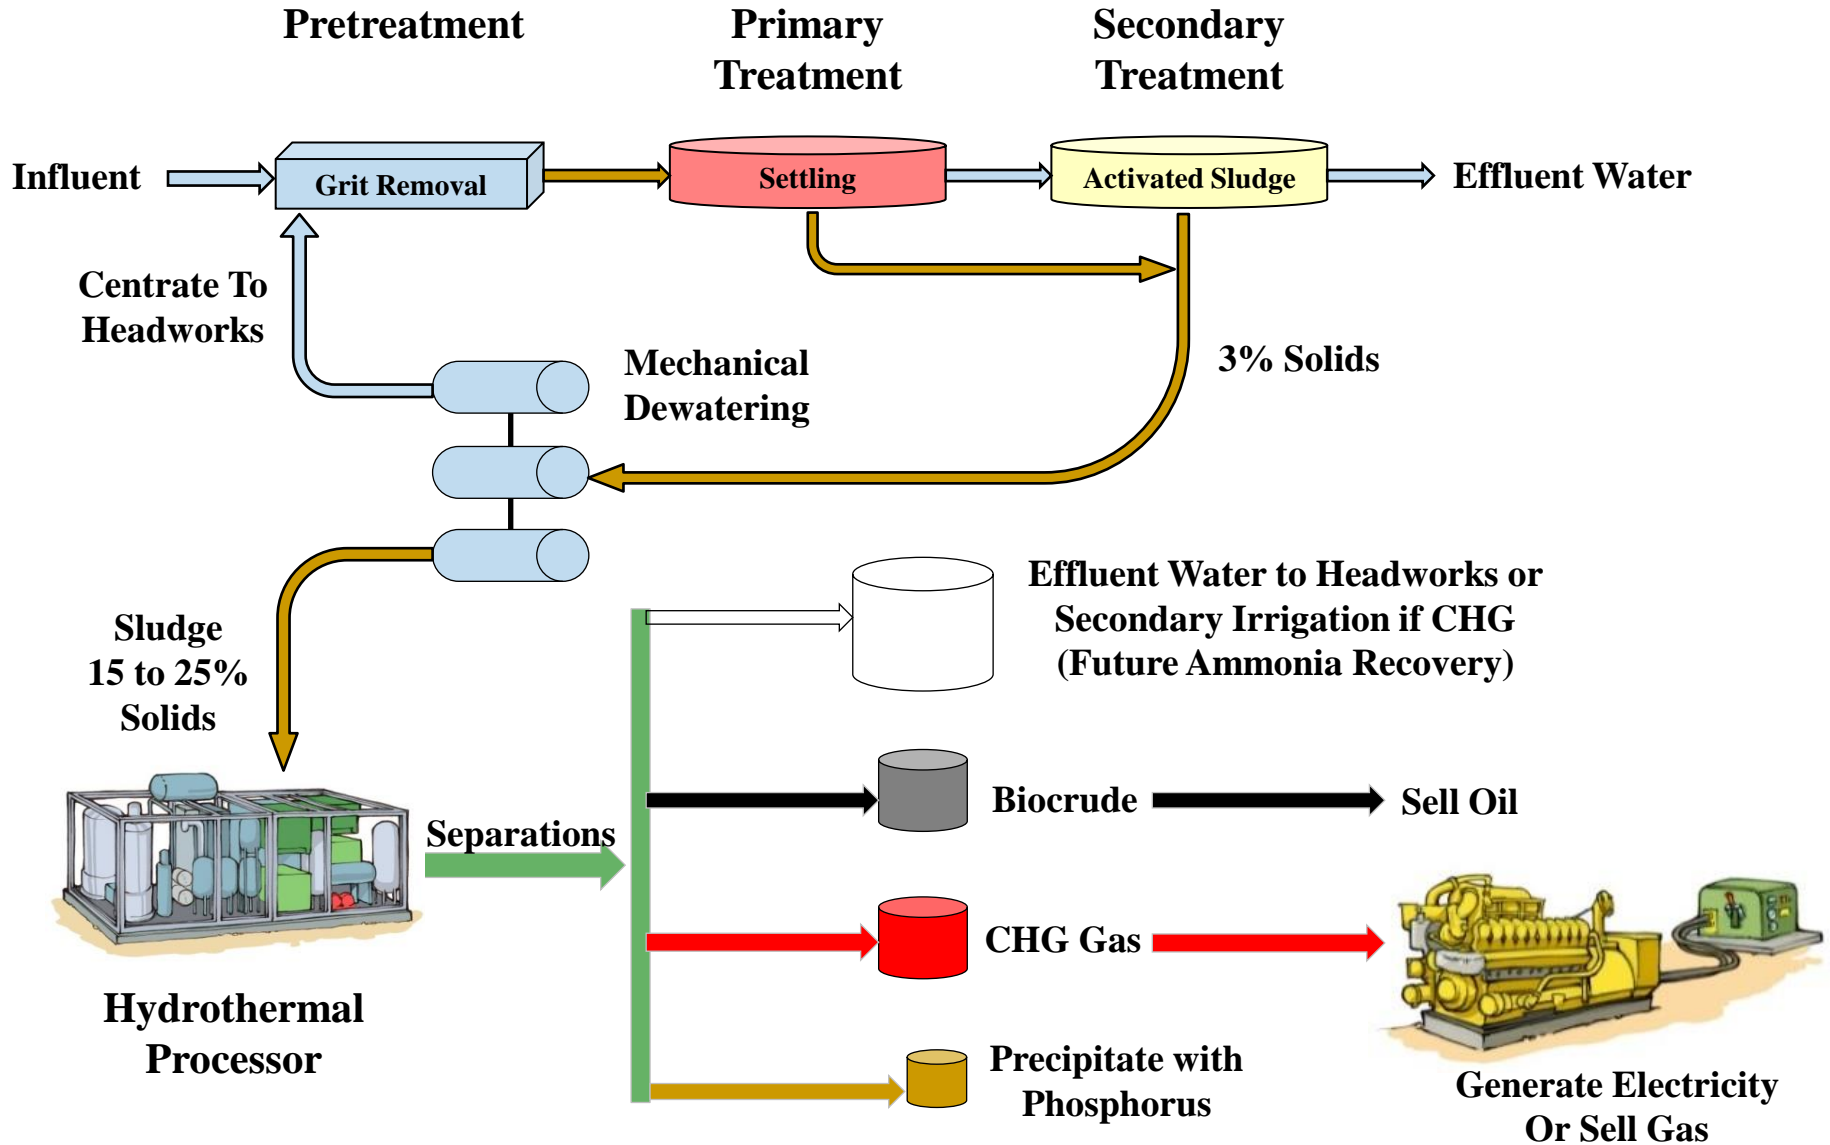 Pretreatment
Primary
Treatment
Secondary
Treatment
Influent
Grit Removal
Settling
Activated Sludge
Effluent Water
Centrate To
Headworks
Mechanical
Dewatering
3% Solids
Sludge
15 to 25%
Solids
Effluent Water to Headworks or
Secondary Irrigation if CHG
(Future Ammonia Recovery)
Biocrude
Sell Oil
Separations
CHG Gas
Hydrothermal
Processor
Precipitate with
Phosphorus
Generate Electricity
Or Sell Gas